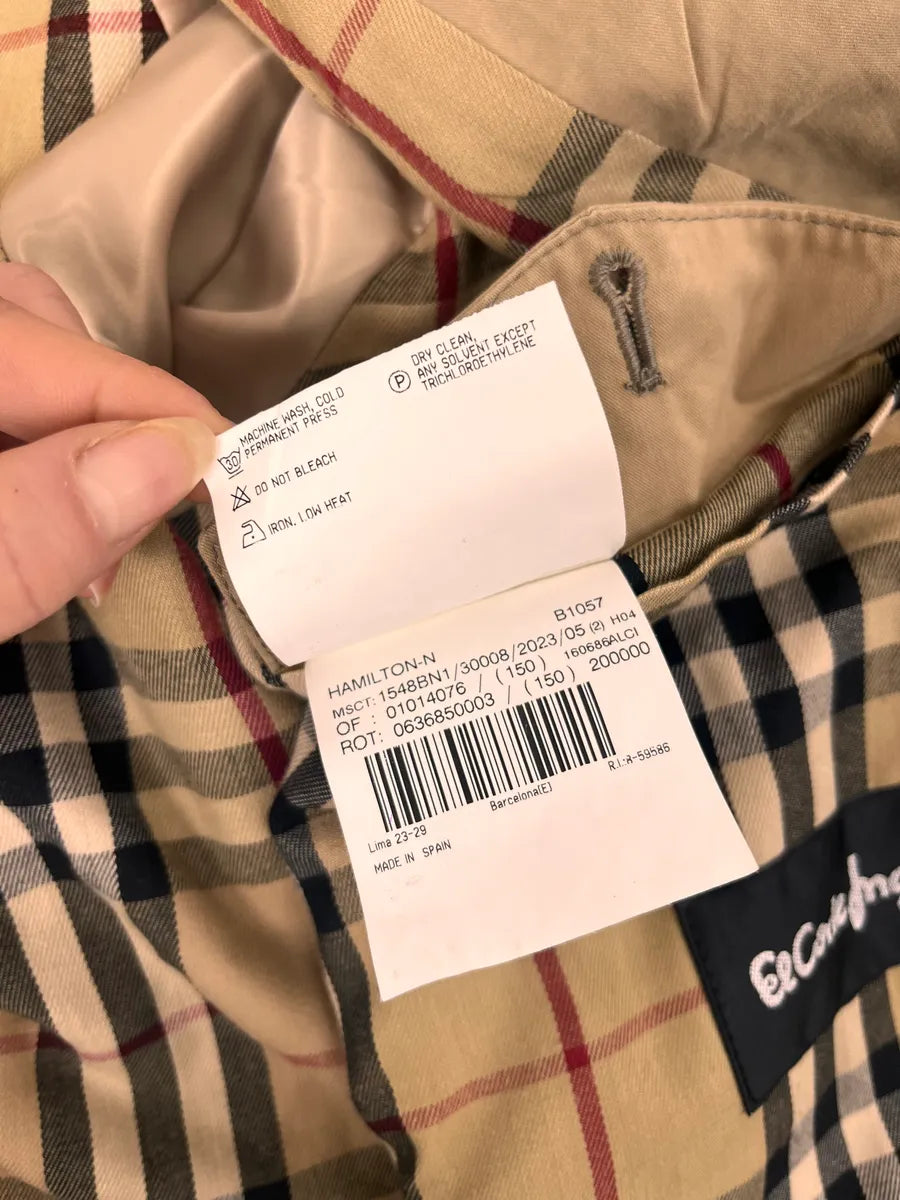 MACHINE WASH, COLD
PERMANENT PRESS
30
DO NOT BLEACH
IRON, LOW HEAT
DRY CLEAN,
ANY SOLVENT EXCEPT
TRICHLOROETHYLENE
P
B1057
HAMILTON-N
MSCT: 1548BN1/30008/2023/05 (2) H04
OF : 01014076 / (150) 160686ALCI
ROT: 0636850003 / (150) 200000
R.I.:A-59586
Barcelona(E)
Lima 23-29
MADE IN SPAIN
El Corte Ing